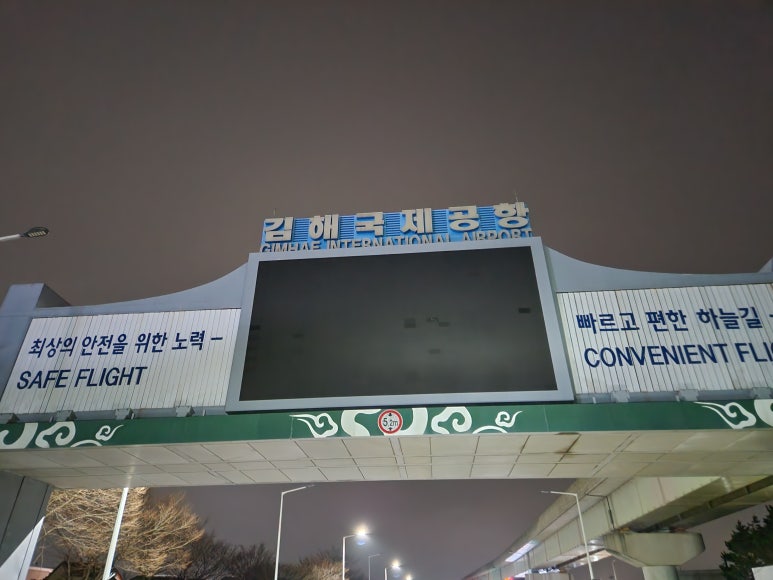 김해국제공항
GIMHAE INTERNATIONAL AIRPORT
최상의 안전을 위한 노력 -
SAFE FLIGHT
빠르고 편한 하늘길 -
CONVENIENT FLIG
5.2m